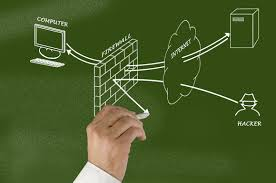 COMPUTER
FIREWALL
INTERNET
HACKER